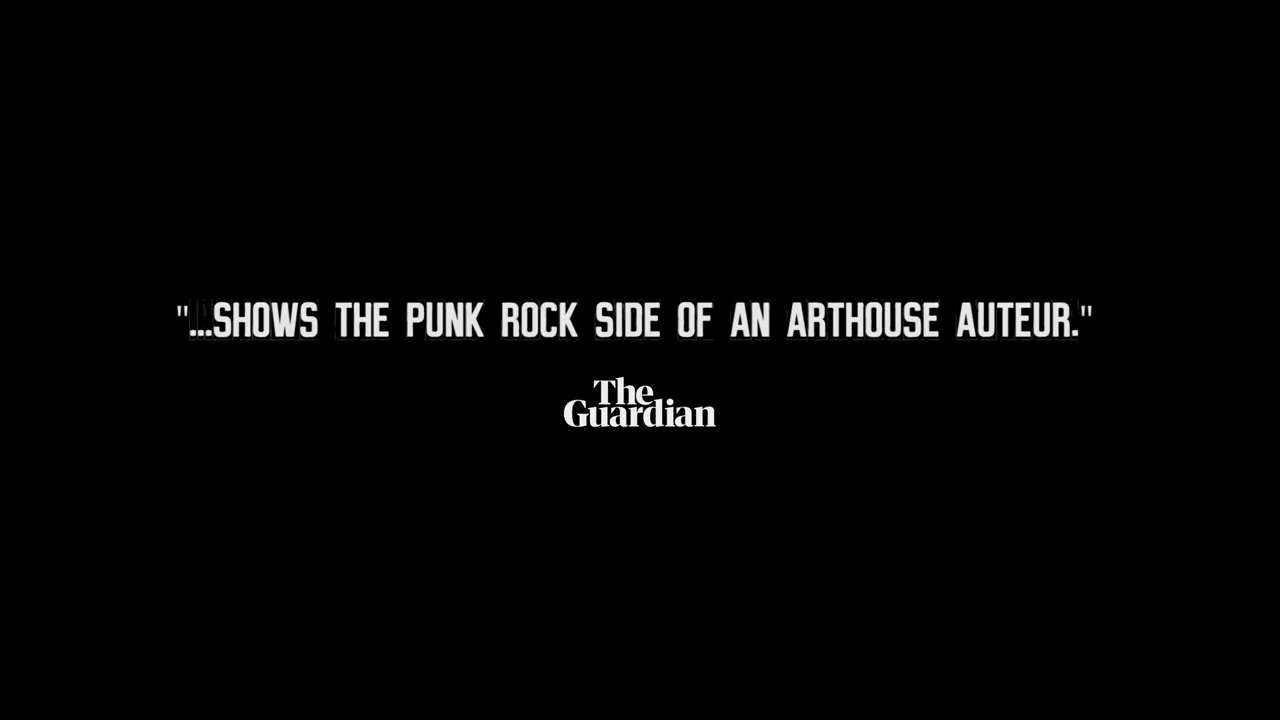 "...SHOWS THE PUNK ROCK SIDE OF AN ARTHOUSE AUTEUR."
The
Guardian